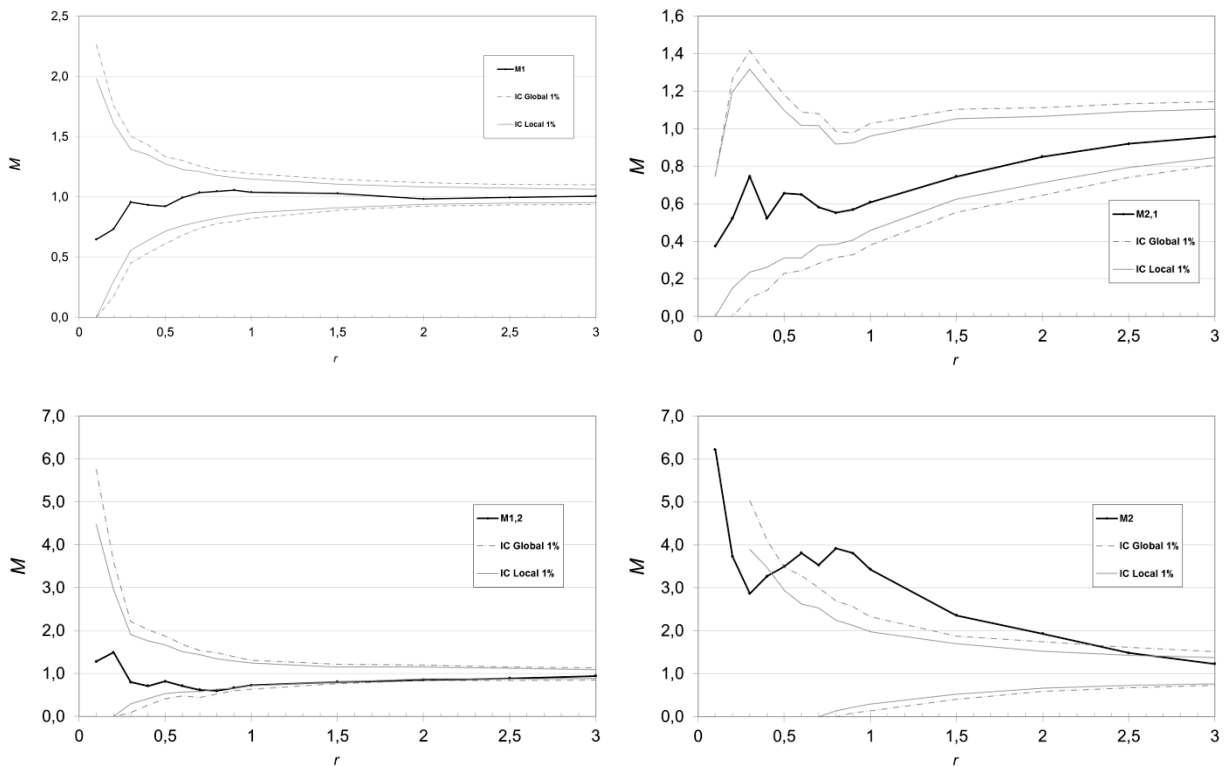 2,5
2,0
1,5
1,0
0,5
0,0
M
M1
IC Global 1%
IC Local 1%
0 0,5 1 1,5 2 2,5 3
r
1,6
1,4
1,2
1,0
0,8
0,6
0,4
0,2
0,0
M
M2,1
IC Global 1%
IC Local 1%
0 0,5 1 1,5 2 2,5 3
r
7,0
6,0
5,0
4,0
3,0
2,0
1,0
0,0
M
M1,2
IC Global 1%
IC Local 1%
0 0,5 1 1,5 2 2,5 3
r
7,0
6,0
5,0
4,0
3,0
2,0
1,0
0,0
M
M2
IC Global 1%
IC Local 1%
0 0,5 1 1,5 2 2,5 3
r